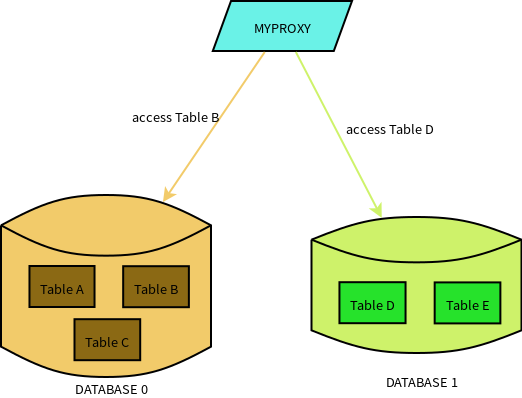 MYPROXY
access Table B
access Table D
Table A
Table B
Table C
Table D
Table E
DATABASE 0
DATABASE 1